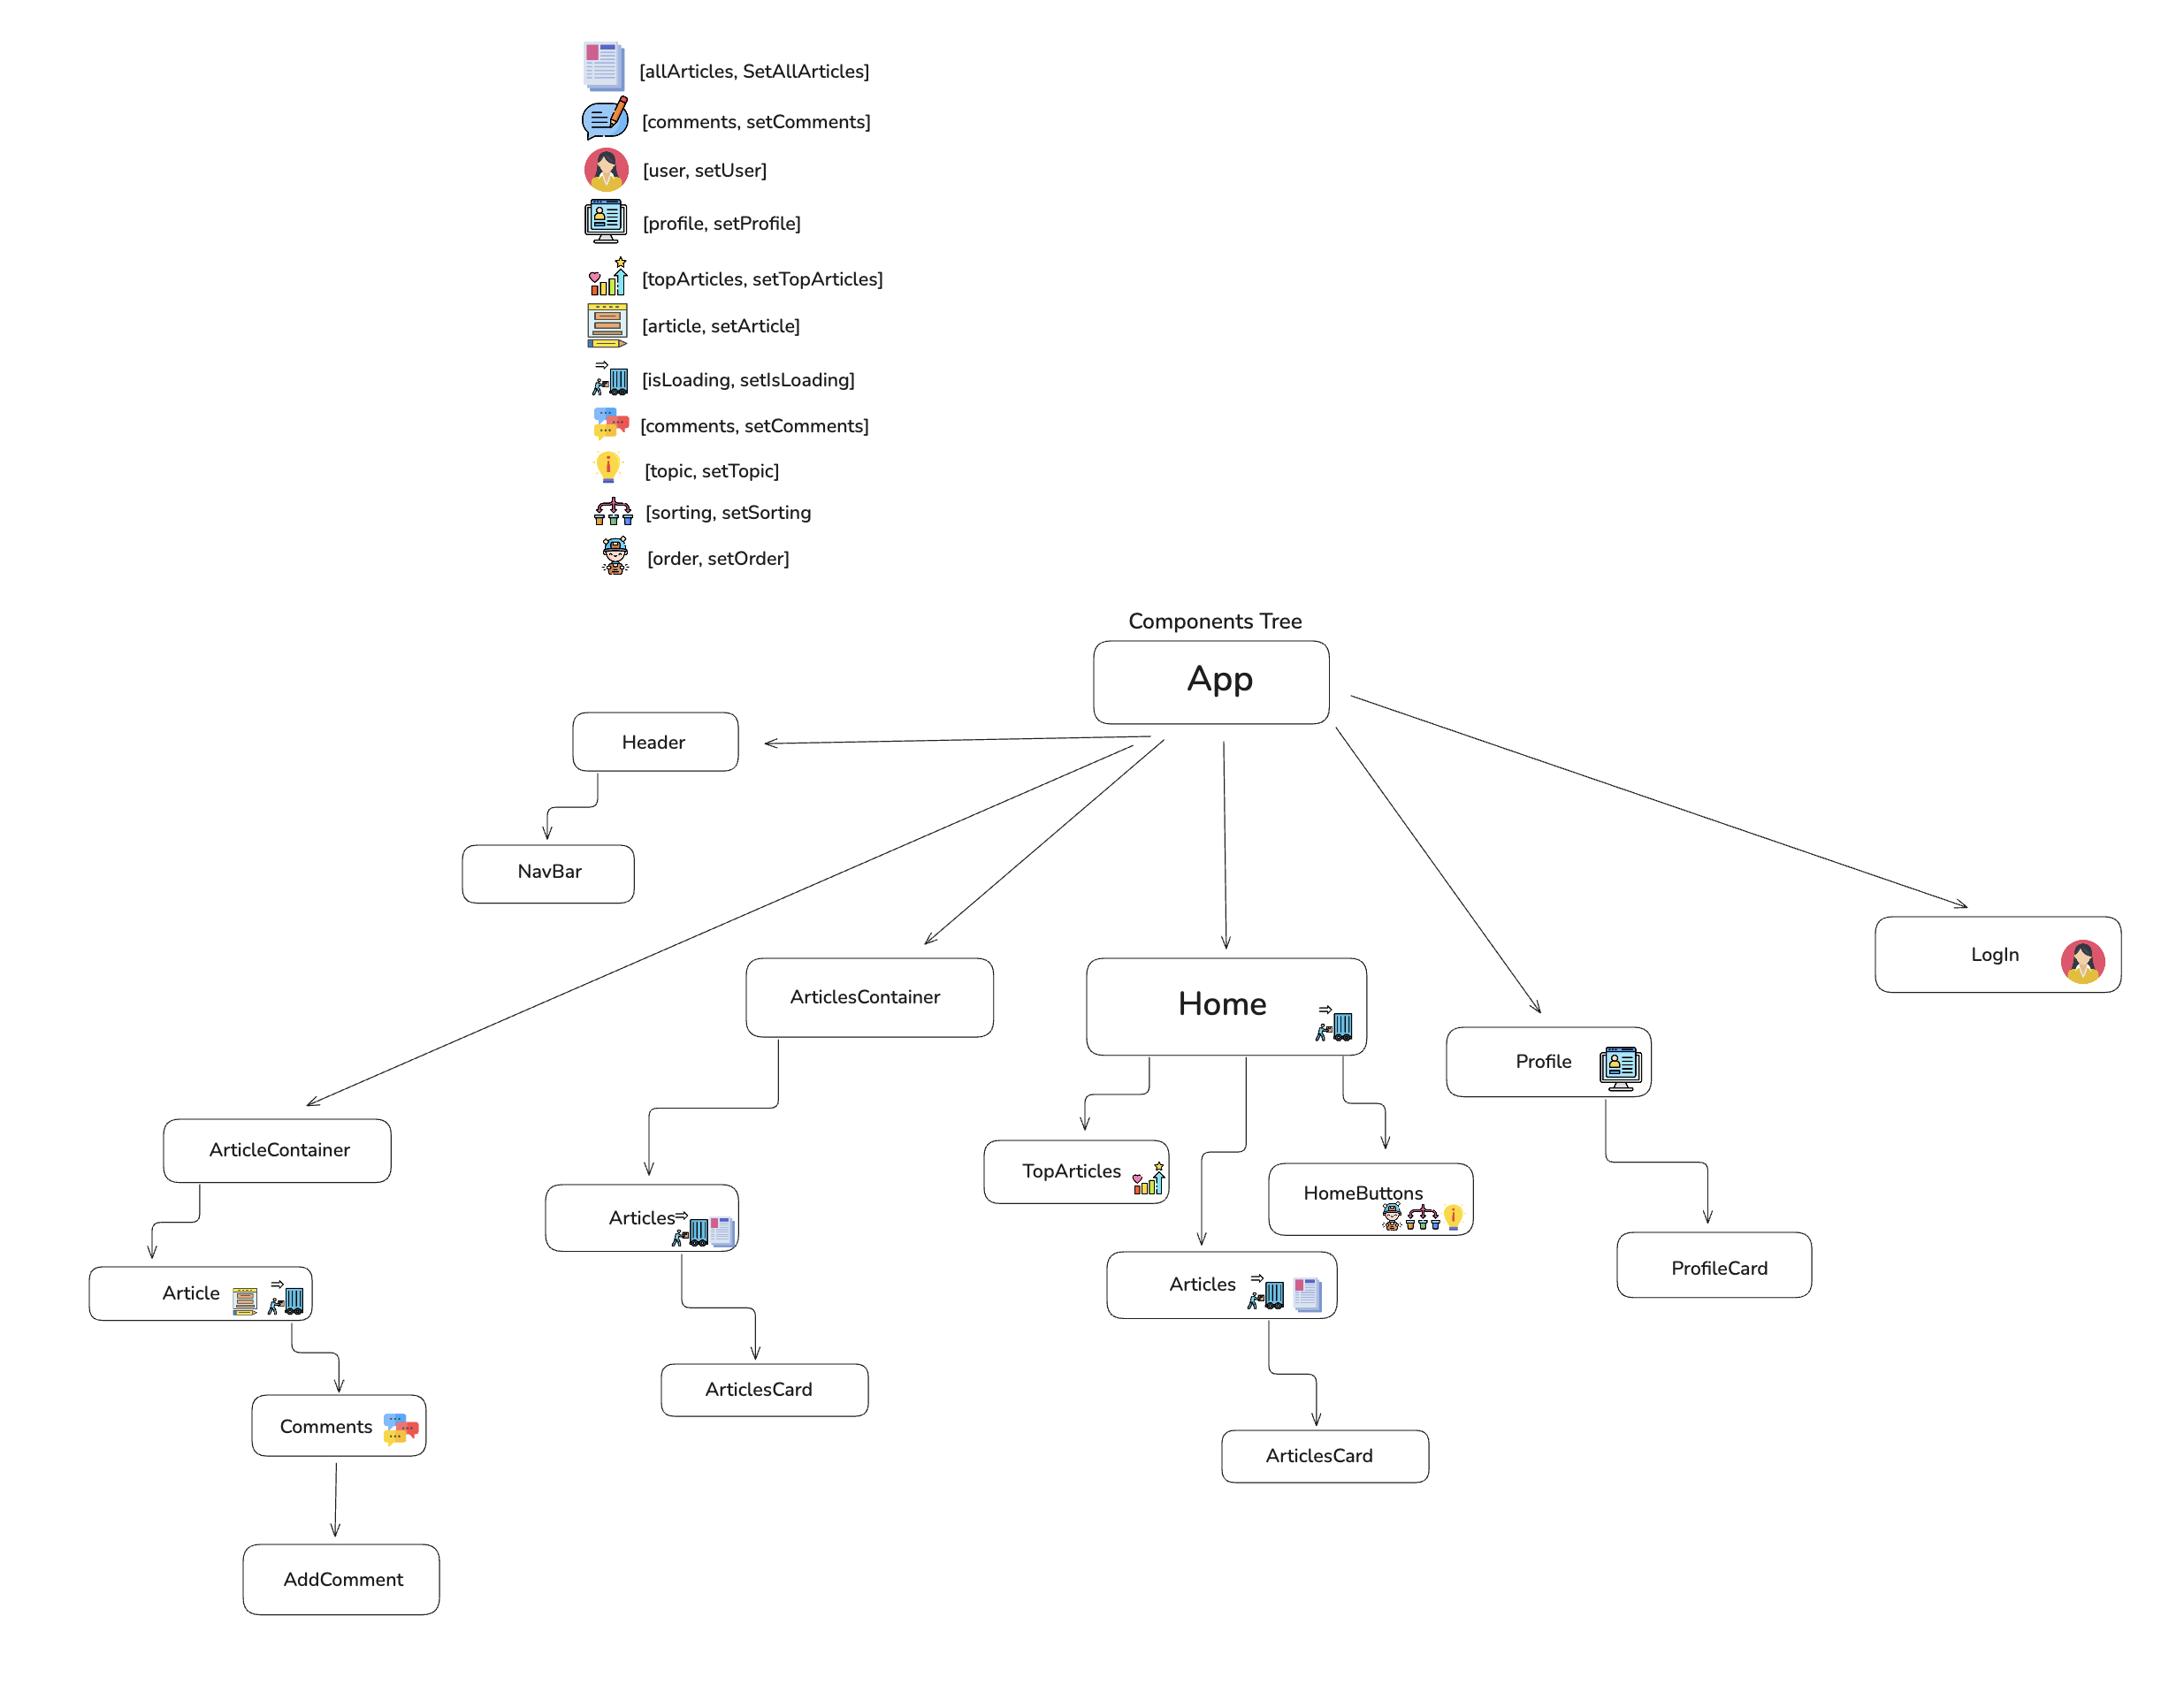 [allArticles, SetAllArticles]
[comments, setComments]
[user, setUser]
[profile, setProfile]
[topArticles, setTopArticles]
[article, setArticle]
[isLoading, setIsLoading]
[comments, setComments]
[topic, setTopic]
[sorting, setSorting
[order, setOrder]
Components Tree
App
Header
NavBar
LogIn
ArticlesContainer
Home
Profile
ArticleContainer
TopArticles
HomeButtons
Articles
Articles
ProfileCard
Article
ArticlesCard
Comments
ArticlesCard
AddComment